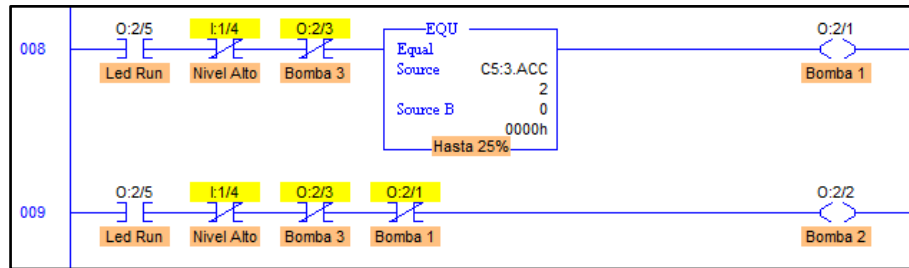 O:2/5 I:1/4 O:2/3 EQU O:2/1
008 Equal
Led Run Nivel Alto Bomba 3 Source C5:3.ACC Bomba 1
2
Source B 0
0000h
Hasta 25%
O:2/5 I:1/4 O:2/3 O:2/1 O:2/2
009
Led Run Nivel Alto Bomba 3 Bomba 1 Bomba 2